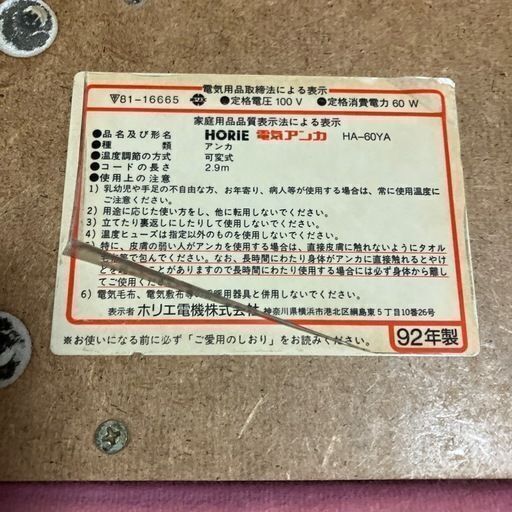 電気用品取締法による表示
▽81-16665 ●定格電圧 100 V ●定格消費電力 60 W
家庭用品品質表示法による表示
●品名及び形名 HORIE 電気アンカ HA-60YA
●種類 アンカ
●温度調節の方式 可変式
●コードの長さ 2.9m
●使用上の注意
1) 乳幼児や手足の不自由な方、お年寄り、病人等が使用する場合は、常に使用温度に
ご注意ください。
2) 用途に応じた使い方をし、他に転用しないでください。
3) 立てたり裏返しにしたりして使用しないでください。
4) 温度ヒューズは指定以外のものを使用しないでください。
5) 特に、皮膚の弱い人がアンカを使用する場合は、直接皮膚に触れないようにタオル
等で包んでください。なお、長時間にわたり身体がアンカに直接触れるとやけ
どを ことがありますので長時間使用する場合には必ず身体から離し
てご使用ください。
6) 電気毛布、電気敷布等 用器具と併用しないでください。
表示者 ホリエ電機株式会社 神奈川県横浜市港北区綱島東5丁目10番26号
※お使いになる前に必ず「ご愛用のしおり」をお読みください。 92年製